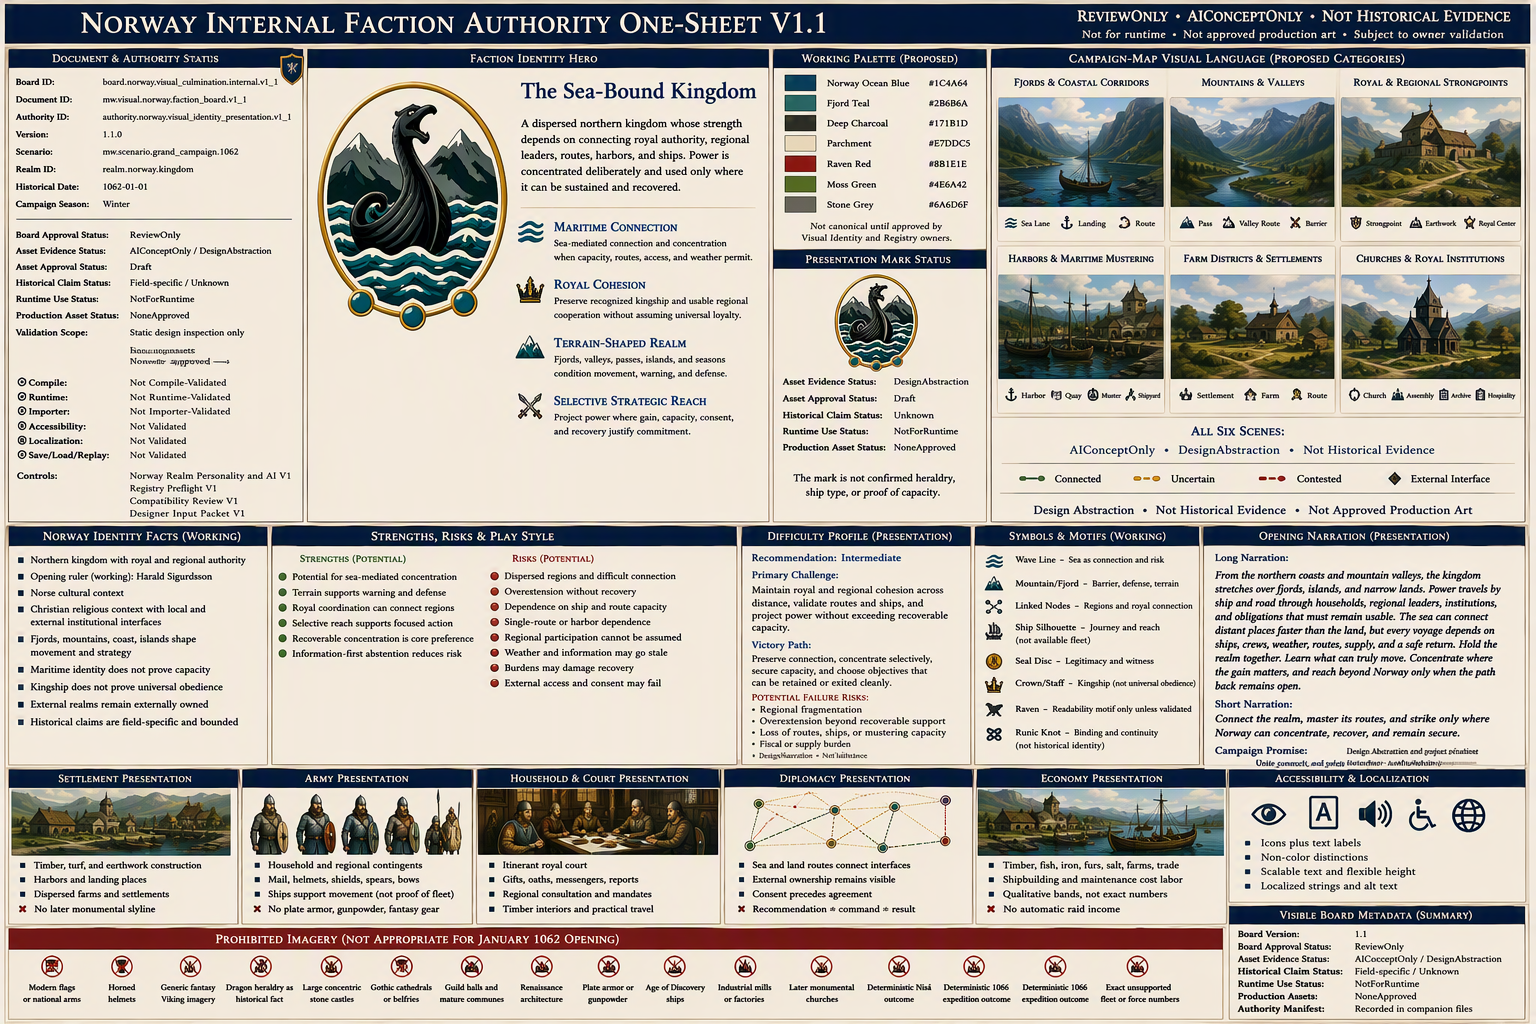 NORWAY INTERNAL FACTION AUTHORITY ONE-SHEET V1.1
REVIEWONLY • AICONCEPTONLY • NOT HISTORICAL EVIDENCE
Not for runtime • Not approved production art • Subject to owner validation
DOCUMENT & AUTHORITY STATUS
Board ID: board.norway.visual_culmination.internal.v1_1
Document ID: mw.visual.norway.faction_board.v1_1
Authority ID: authority.norway.visual_identity_presentation.v1_1
Version: 1.1.0
Scenario: mw.scenario.grand_campaign.1062
Realm ID: realm.norway.kingdom
Historical Date: 1062-01-01
Campaign Season: Winter
Board Approval Status: ReviewOnly
Asset Evidence Status: AIConceptOnly / DesignAbstraction
Asset Approval Status: Draft
Historical Claim Status: Field-specific / Unknown
Runtime Use Status: NotForRuntime
Production Asset Status: NoneApproved
Validation Scope: Static design inspection only
Compile: Not Compile-Validated
Runtime: Not Runtime-Validated
Importer: Not Importer-Validated
Accessibility: Not Validated
Localization: Not Validated
Save/Load/Replay: Not Validated
Controls: Norway Realm Personality and AI V1
Registry Preflight V1
Compatibility Review V1
Designer Input Packet V1
FACTION IDENTITY HERO
The Sea-Bound Kingdom
A dispersed northern kingdom whose strength
depends on connecting royal authority, regional
leaders, routes, harbors, and ships. Power is
concentrated deliberately and used only where
it can be sustained and recovered.
MARITIME CONNECTION
Sea-mediated connection and concentration
when capacity, routes, access, and weather permit.
ROYAL COHESION
Preserve recognized kingship and usable regional
cooperation without assuming universal loyalty.
TERRAIN-SHAPED REALM
Fjords, valleys, passes, islands, and seasons
condition movement, warning, and defense.
SELECTIVE STRATEGIC REACH
Project power where gain, capacity, consent,
and recovery justify commitment.
WORKING PALETTE (PROPOSED)
Norway Ocean Blue #1C4A64
Fjord Teal #2B6B6A
Deep Charcoal #171B1D
Parchment #E7DDC5
Raven Red #8B1E1E
Moss Green #4E6A42
Stone Grey #6A6D6F
Not canonical until approved by
Visual Identity and Registry owners.
PRESENTATION MARK STATUS
Asset Evidence Status: DesignAbstraction
Asset Approval Status: Draft
Historical Claim Status: Unknown
Runtime Use Status: NotForRuntime
Production Asset Status: NoneApproved
The mark is not confirmed heraldry,
ship type, or proof of capacity.
CAMPAIGN-MAP VISUAL LANGUAGE (PROPOSED CATEGORIES)
FJORDS & COASTAL CORRIDORS
MOUNTAINS & VALLEYS
ROYAL & REGIONAL STRONGPOINTS
Sea Lane Landing Route
Pass Valley Route Barrier
Strongpoint Earthwork Royal Center
HARBORS & MARITIME MUSTERING
FARM DISTRICTS & SETTLEMENTS
CHURCHES & ROYAL INSTITUTIONS
Harbor Quay Muster Shipyard
Settlement Farm Route
Church Assembly Archive Hospitality
ALL SIX SCENES:
AIConceptOnly • DesignAbstraction • Not Historical Evidence
Connected Uncertain Contested External Interface
Design Abstraction • Not Historical Evidence • Not Approved Production Art
NORWAY IDENTITY FACTS (WORKING)
Northern kingdom with royal and regional authority
Opening ruler (working): Harald Sigurdsson
Norse cultural context
Christian religious context with local and
external institutional interfaces
Fjords, mountains, coast, islands shape
movement and strategy
Maritime identity does not prove capacity
Kingship does not prove universal obedience
External realms remain externally owned
Historical claims are field-specific and bounded
STRENGTHS, RISKS & PLAY STYLE
STRENGTHS (POTENTIAL)
Potential for sea-mediated concentration
Terrain supports warning and defense
Royal coordination can connect regions
Selective reach supports focused action
Recoverable concentration is core preference
Information-first abstention reduces risk
RISKS (POTENTIAL)
Dispersed regions and difficult connection
Overextension without recovery
Dependence on ship and route capacity
Single-route or harbor dependence
Regional participation cannot be assumed
Weather and information may go stale
Burdens may damage recovery
External access and consent may fail
DIFFICULTY PROFILE (PRESENTATION)
Recommendation: Intermediate
Primary Challenge:
Maintain royal and regional cohesion across
distance, validate routes and ships, and
project power without exceeding recoverable
capacity.
Victory Path:
Preserve connection, concentrate selectively,
secure capacity, and choose objectives that
can be retained or exited cleanly.
POTENTIAL FAILURE RISKS:
• Regional fragmentation
• Overextension beyond recoverable support
• Loss of routes, ships, or mustering capacity
• Fiscal or supply burden
SYMBOLS & MOTIFS (WORKING)
Wave Line – Sea as connection and risk
Mountain/Fjord – Barrier, defense, terrain
Linked Nodes – Regions and royal connection
Ship Silhouette – Journey and reach
(not available fleet)
Seal Disc – Legitimacy and witness
Crown/Staff – Kingship (not universal obedience)
Raven – Readability motif only unless validated
Runic Knot – Binding and continuity
(not historical identity)
OPENING NARRATION (PRESENTATION)
Long Narration:
From the northern coasts and mountain valleys, the kingdom
stretches over fjords, islands, and narrow lands. Power travels by
ship and road through households, regional leaders, institutions,
and obligations that must remain usable. The sea can connect
distant places faster than the land, but every voyage depends on
ships, crews, weather, routes, supply, and a safe return. Hold the
realm together. Learn what can truly move. Concentrate where
the gain matters, and reach beyond Norway only when the path
back remains open.
Short Narration:
Connect the realm, master its routes, and strike only where
Norway can concentrate, recover, and remain secure.
Campaign Promise: Design Abstraction and project
SETTLEMENT PRESENTATION
Timber, turf, and earthwork construction
Harbors and landing places
Dispersed farms and settlements
No later monumental slyline
ARMY PRESENTATION
Household and regional contingents
Mail, helmets, shields, spears, bows
Ships support movement (not proof of fleet)
No plate armor, gunpowder, fantasy gear
HOUSEHOLD & COURT PRESENTATION
Itinerant royal court
Gifts, oaths, messengers, reports
Regional consultation and mandates
Timber interiors and practical travel
DIPLOMACY PRESENTATION
Sea and land routes connect interfaces
External ownership remains visible
Consent precedes agreement
Recommendation ≠ command ≠ result
ECONOMY PRESENTATION
Timber, fish, iron, furs, salt, farms, trade
Shipbuilding and maintenance cost labor
Qualitative bands, not exact numbers
No automatic raid income
ACCESSIBILITY & LOCALIZATION
A
Icons plus text labels
Non-color distinctions
Scalable text and flexible height
Localized strings and alt text
PROHIBITED IMAGERY (NOT APPROPRIATE FOR JANUARY 1062 OPENING)
Modern flags
or national arms
Horned
helmets
Generic fantasy
Viking imagery
Dragon heraldry as
historical fact
Large concentric
stone castles
Gothic cathedrals
or belfries
Guild balls and
mature communes
Renaissance
architecture
Plate armor or
gunpowder
Age of Discovery
ships
Industrial mills
or factories
Later monumental
churches
Deterministic Nisá
outcome
Deterministic 1066
expedition outcome
Deterministic 1066
expedition outcome
Exact unsupported
fleet or force numbers
VISIBLE BOARD METADATA (SUMMARY)
Board Version: 1.1
Board Approval Status: ReviewOnly
Asset Evidence Status: AICocceptOnly / DesignAbstraction
Historical Claim Status: Field-specific / Unknown
Runtime Use Status: NotForRuntime
Production Assets: NoneApproved
Authority Manifest: Recorded in companion files